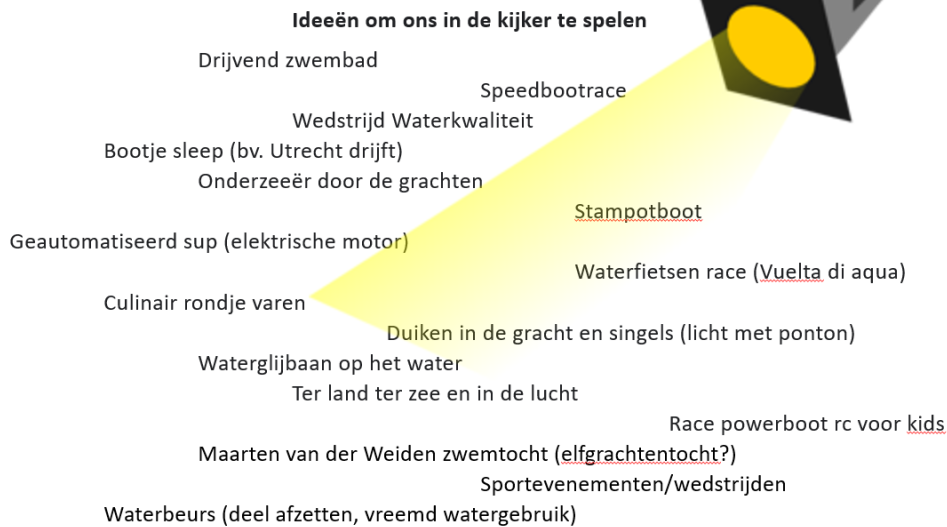 Ideeën om ons in de kijker te spelen
Drijvend zwembad
Speedbootrace
Wedstrijd Waterkwaliteit
Bootje sleep (bv. Utrecht drijft)
Onderzeeër door de grachten
Stampotboot
Geautomatiseerd sup (elektrische motor)
Waterfietsen race (Vuelta di aqua)
Culinair rondje varen
Duiken in de gracht en singels (licht met ponton)
Waterglijbaan op het water
Ter land ter zee en in de lucht
Race powerboot rc voor kids
Maarten van der Weiden zwemtocht (elfgrachtentocht?)
Sportevenementen/wedstrijden
Waterbeurs (deel afzetten, vreemd watergebruik)